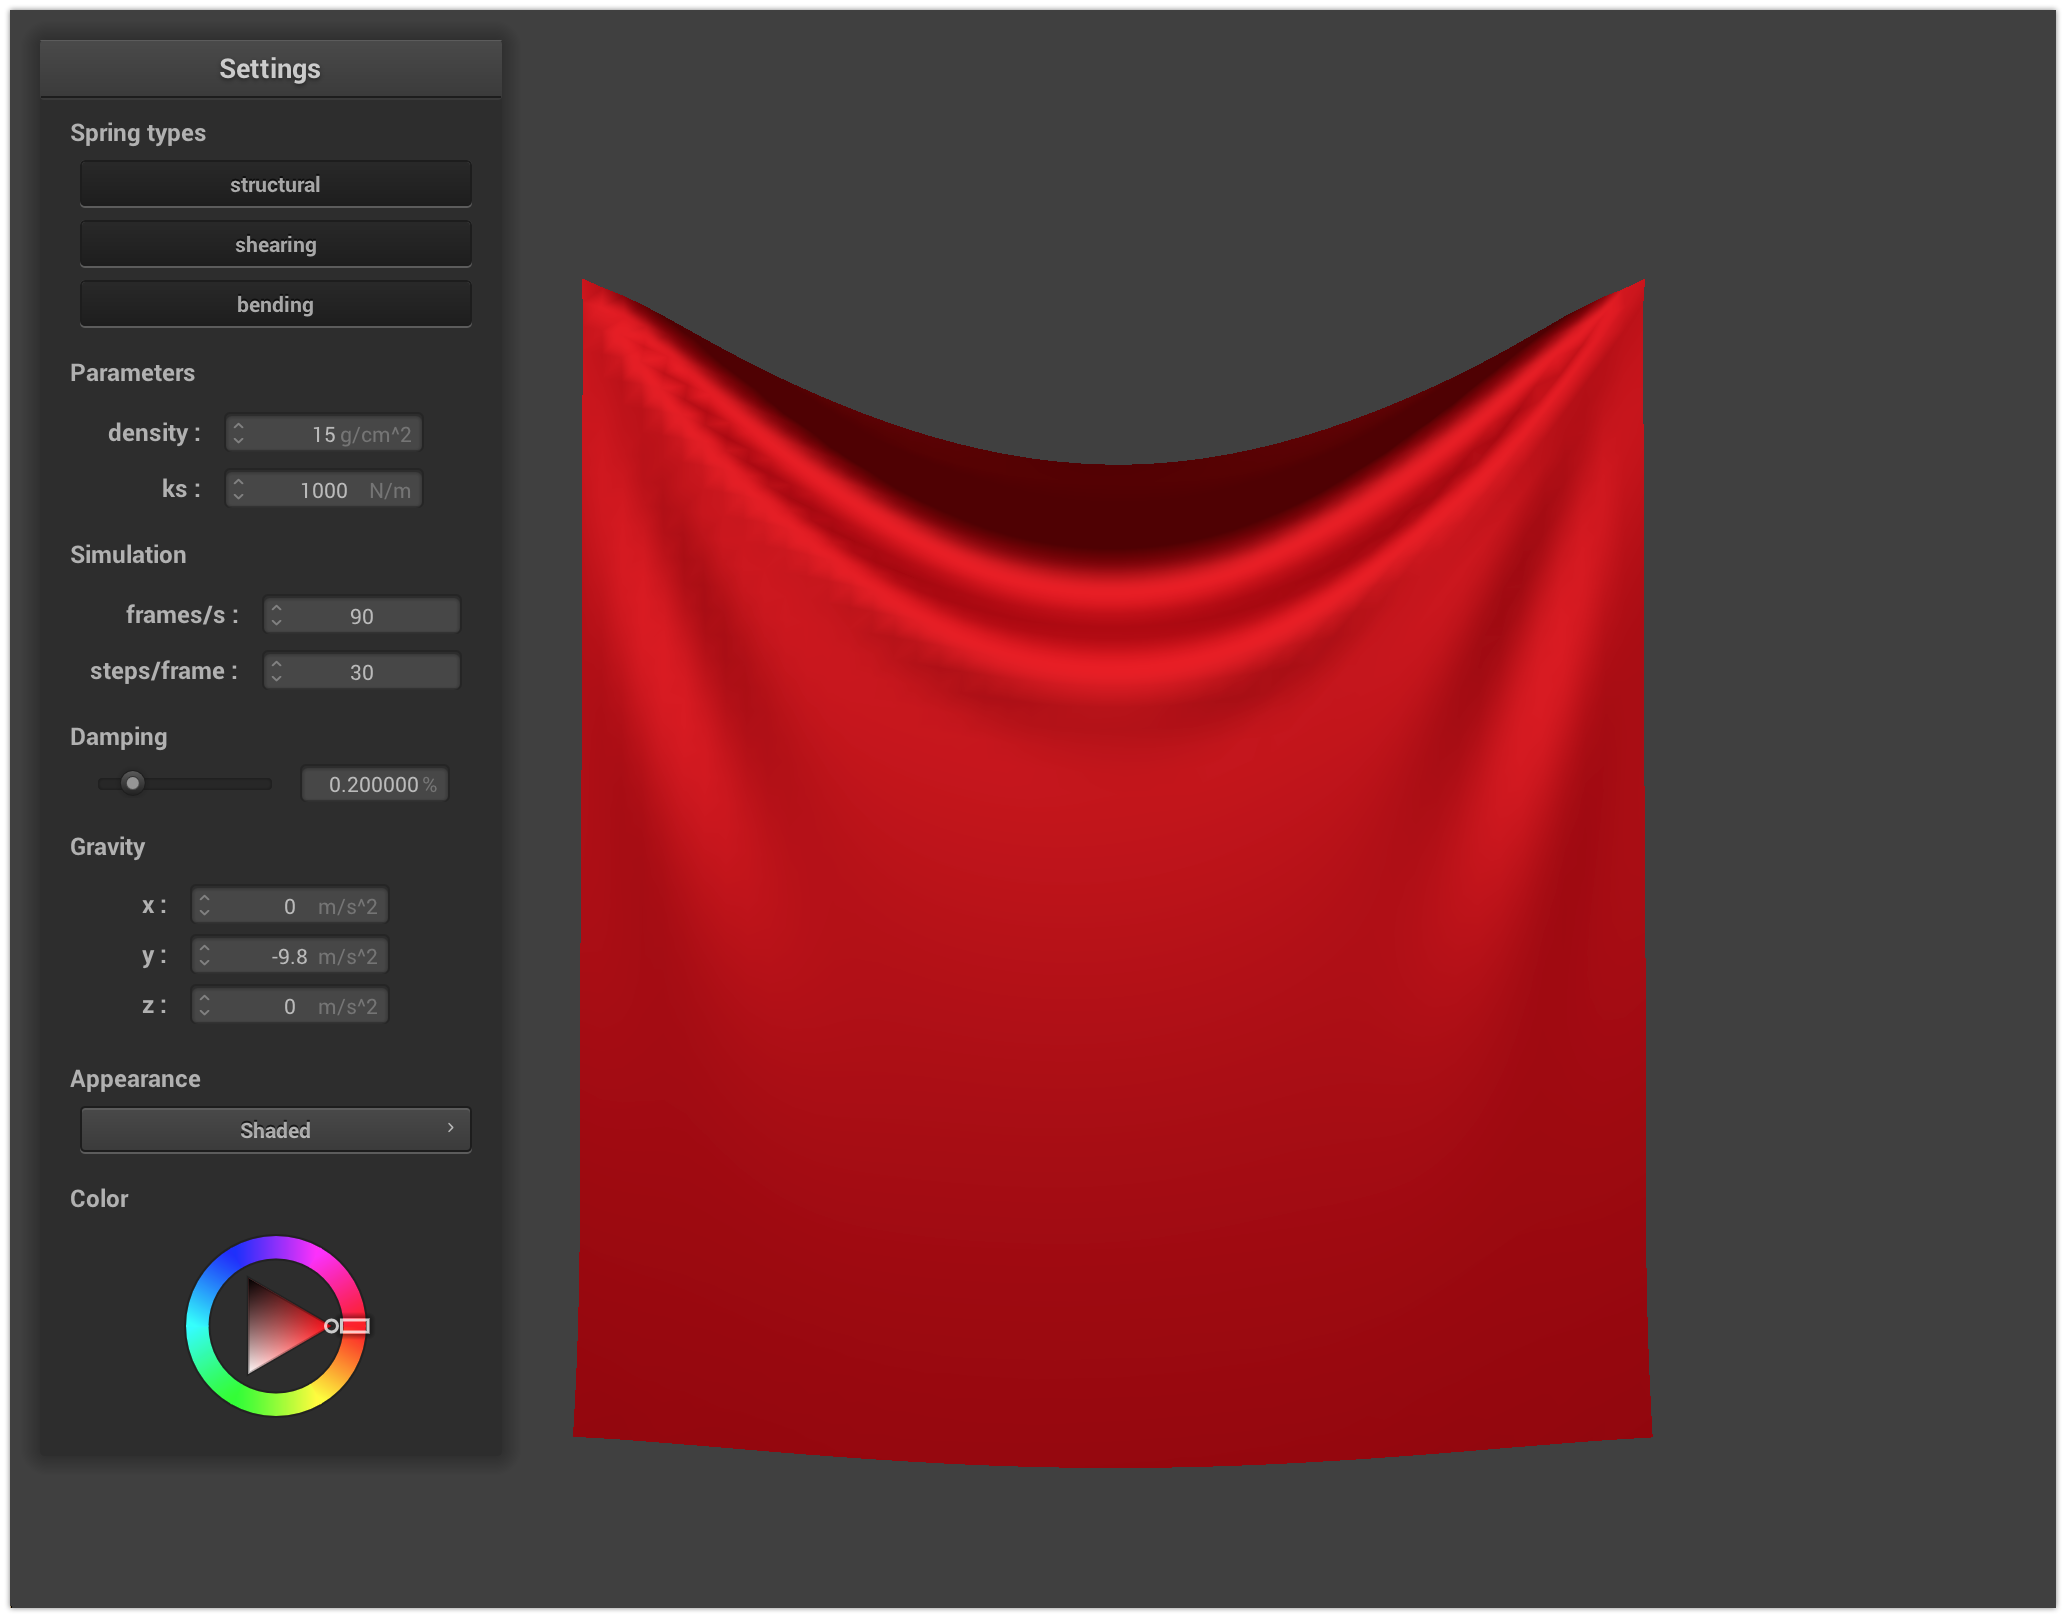 Settings
Spring types
structural
shearing
bending
Parameters
density : 15 g/cm^2
ks : 1000 N/m
Simulation
frames/s : 90
steps/frame : 30
Damping
0.200000 %
Gravity
x : 0 m/s^2
y : -9.8 m/s^2
z : 0 m/s^2
Appearance
Shaded
Color